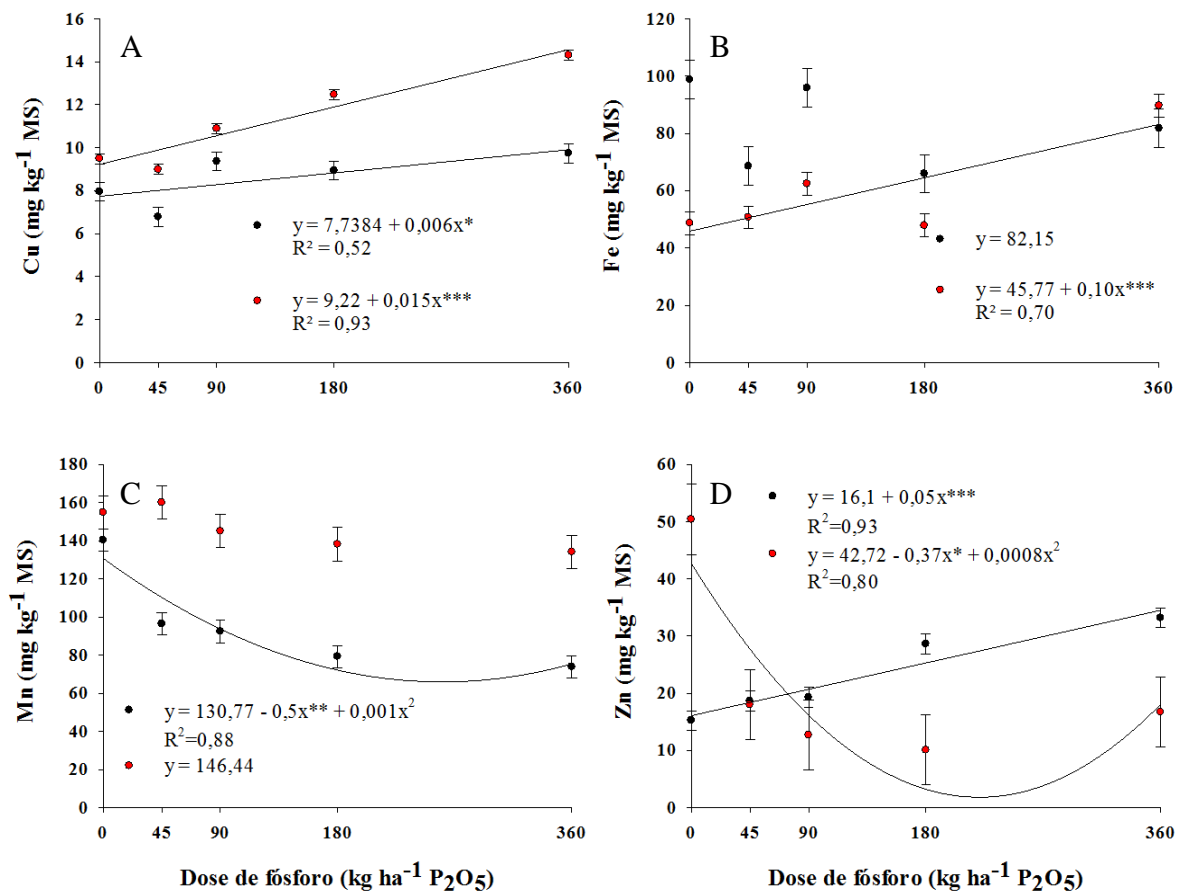 A
Cu (mg kg-1 MS)
16
14
12
10
8
6
4
2
0
y = 7,7384 + 0,006x*
R² = 0,52
y = 9,22 + 0,015x***
R² = 0,93
0 45 90 180 360
B
Fe (mg kg-1 MS)
120
100
80
60
40
20
0
y = 82,15
y = 45,77 + 0,10x***
R² = 0,70
0 45 90 180 360
C
Mn (mg kg-1 MS)
180
160
140
120
100
80
60
40
20
0
y = 130,77 - 0,5x** + 0,001x2
R2=0,88
y = 146,44
0 45 90 180 360
Dose de fósforo (kg ha-1 P2O5)
D
Zn (mg kg-1 MS)
60
50
40
30
20
10
0
y = 16,1 + 0,05x***
R2=0,93
y = 42,72 - 0,37x* + 0,0008x2
R2=0,80
0 45 90 180 360
Dose de fósforo (kg ha-1 P2O5)